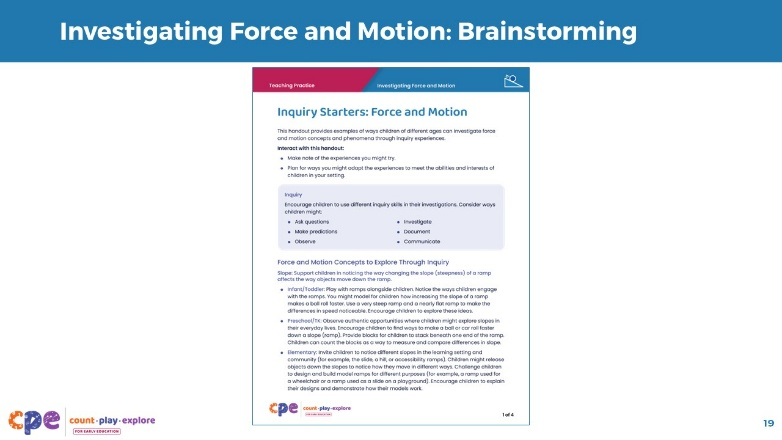 Investigating Force and Motion: Brainstorming
Teaching Practice
Investigating Force and Motion
Inquiry Starters: Force and Motion
This handout provides examples of ways children of different ages can investigate force
and motion concepts and phenomena through inquiry experiences.
Interact with this handout:
• Make note of the experiences you might try.
• Plan for ways you might adapt the experiences to meet the abilities and interests of
children in your setting.
Inquiry
Encourage children to use different inquiry skills in their investigations. Consider ways
children might:
• Ask questions
• Make predictions
• Observe
• Investigate
• Document
• Communicate
Force and Motion Concepts to Explore Through Inquiry
Slope: Support children in noticing the way changing the slope (steepness) of a ramp
affects the way objects move down the ramp.
• Infant/Toddler: Play with ramps alongside children. Notice the ways children engage
with the ramps. You might model for children how increasing the slope of a ramp
makes a ball roll faster. Use a very steep ramp and a nearly flat ramp to make the
differences in speed noticeable. Encourage children to explore these ideas.
• Preschool/TK: Observe authentic opportunities where children might explore slopes in
their everyday lives. Encourage children to find ways to make a ball or car roll faster
down a slope (ramp). Provide blocks for children to stack beneath one end of the ramp.
Children can count the blocks as a way to measure and compare differences in slope.
• Elementary: Invite children to notice different slopes in the learning setting and
community (for example, the slide, a hill, or accessibility ramps). Children might release
objects down the slopes to notice how they move in different ways. Challenge children
to design and build model ramps for different purposes (for example, a ramp used for
a wheelchair or a ramp used as a slide on a playground). Encourage children to explain
their designs and demonstrate how their models work.
cpe
count·play·explore
FOR EARLY EDUCATION
1 of 4
cpe
count·play·explore
FOR EARLY EDUCATION
19